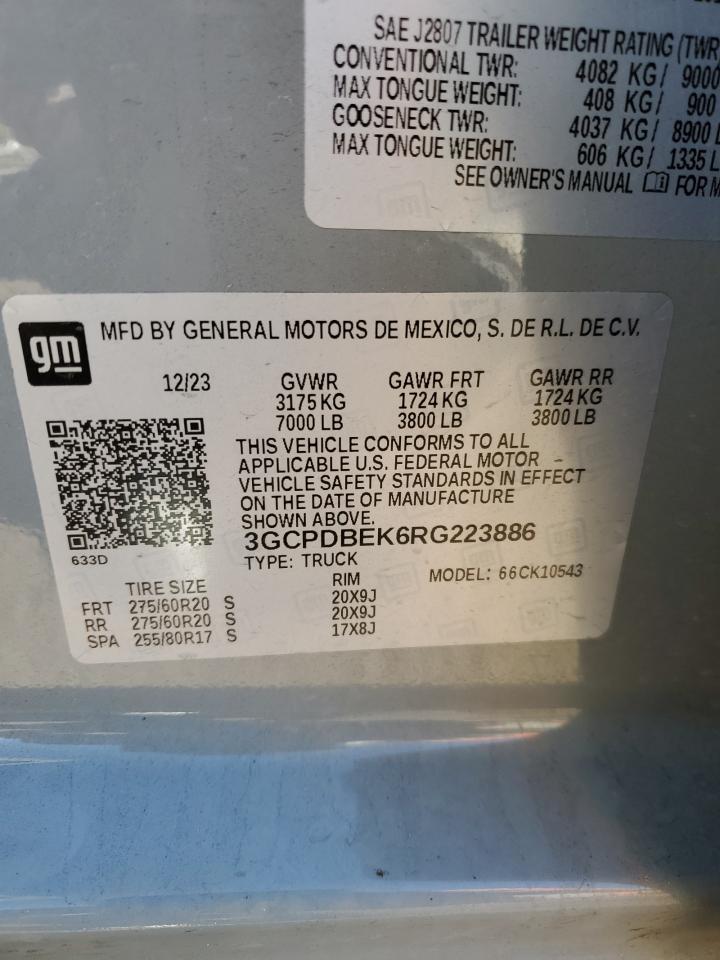 SAE J2807 TRAILER WEIGHT RATING (TWR
CONVENTIONAL TWR: 4082 KG/ 9000
MAX TONGUE WEIGHT: 408 KG/ 900
GOOSENECK TWR: 4037 KG/ 8900 L
MAX TONGUE WEIGHT: 606 KG/ 1335 L
SEE OWNER'S MANUAL FOR M
gm MFD BY GENERAL MOTORS DE MEXICO, S. DE R.L. DE C.V.
12/23 GVWR GAWR FRT GAWR RR
3175 KG 1724 KG 1724 KG
7000 LB 3800 LB 3800 LB
THIS VEHICLE CONFORMS TO ALL
APPLICABLE U.S. FEDERAL MOTOR
VEHICLE SAFETY STANDARDS IN EFFECT
ON THE DATE OF MANUFACTURE
SHOWN ABOVE.
3GCPDBEK6RG223886
633D TYPE: TRUCK MODEL: 66CK10543
TIRE SIZE RIM
FRT 275/60R20 S 20X9J
RR 275/60R20 S 20X9J
SPA 255/80R17 S 17X8J